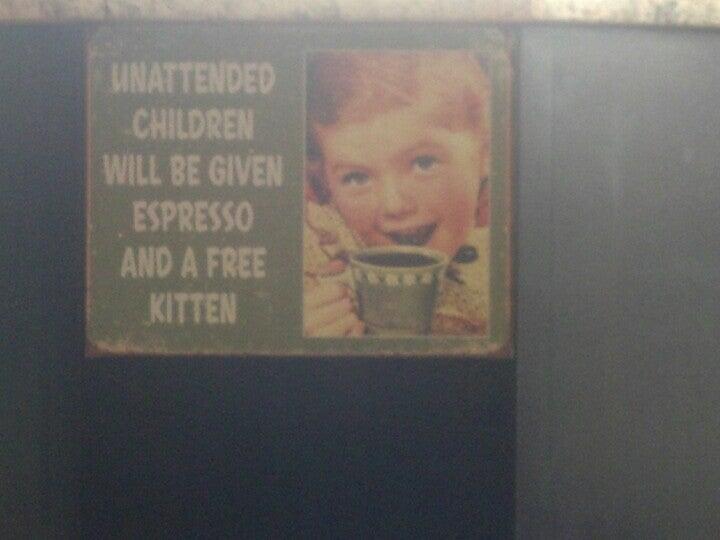 UNATTENDED
CHILDREN
WILL BE GIVEN
ESPRESSO
AND A FREE
KITTEN